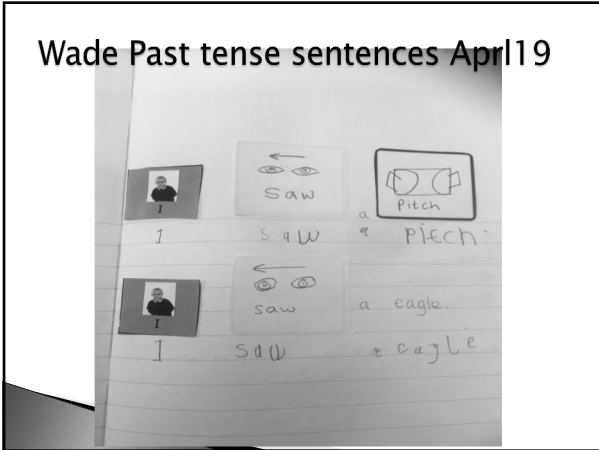 Wade Past tense sentences Aprl19
I saw a Pitch
I saw a pitch.
I saw a eagle.
I saw a eagle